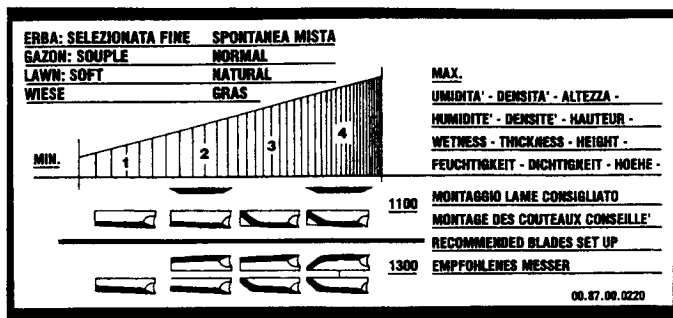 ERBA: SELEZIONATA FINE SPONTANEA MISTA
GAZON: SOUPLE NORMAL
LAWN: SOFT NATURAL
WIESE GRAS
MIN.
1
2
3
4
MAX.
UMIDITA' - DENSITA' - ALTEZZA -
HUMIDITE' - DENSITE' - HAUTEUR -
WETNESS - THICKNESS - HEIGHT -
FEUCHTIGKEIT - DICHTIGKEIT - HOEHE -
1100 MONTAGGIO LAME CONSIGLIATO
MONTAGE DES COUTEAUX CONSEILLE'
RECOMMENDED BLADES SET UP
1300 EMPFOHLENES MESSER
00.87.00.0220